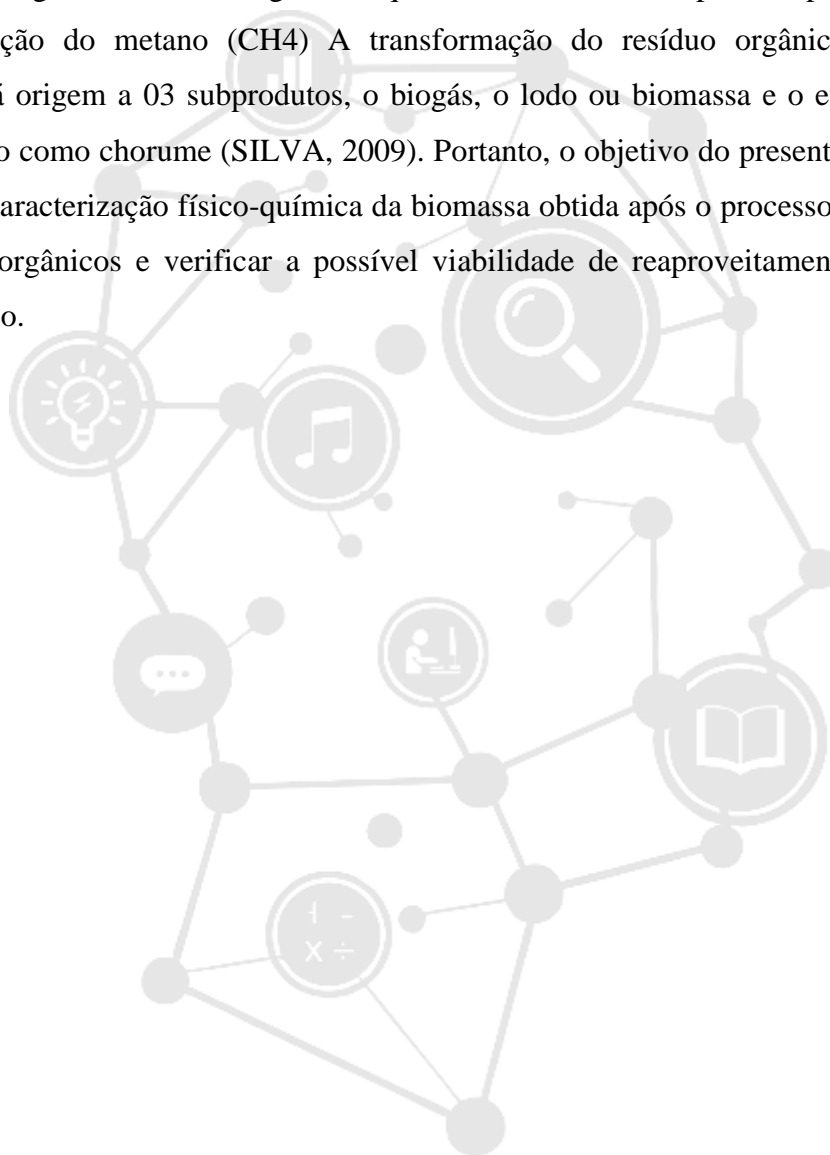 ção do metano (CH4) A transformação do resíduo orgânic
á origem a 03 subprodutos, o biogás, o lodo ou biomassa e o e
o como chorume (SILVA, 2009). Portanto, o objetivo do present
aracterização físico-química da biomassa obtida após o processo
orgânicos e verificar a possível viabilidade de reaproveitamen
o.